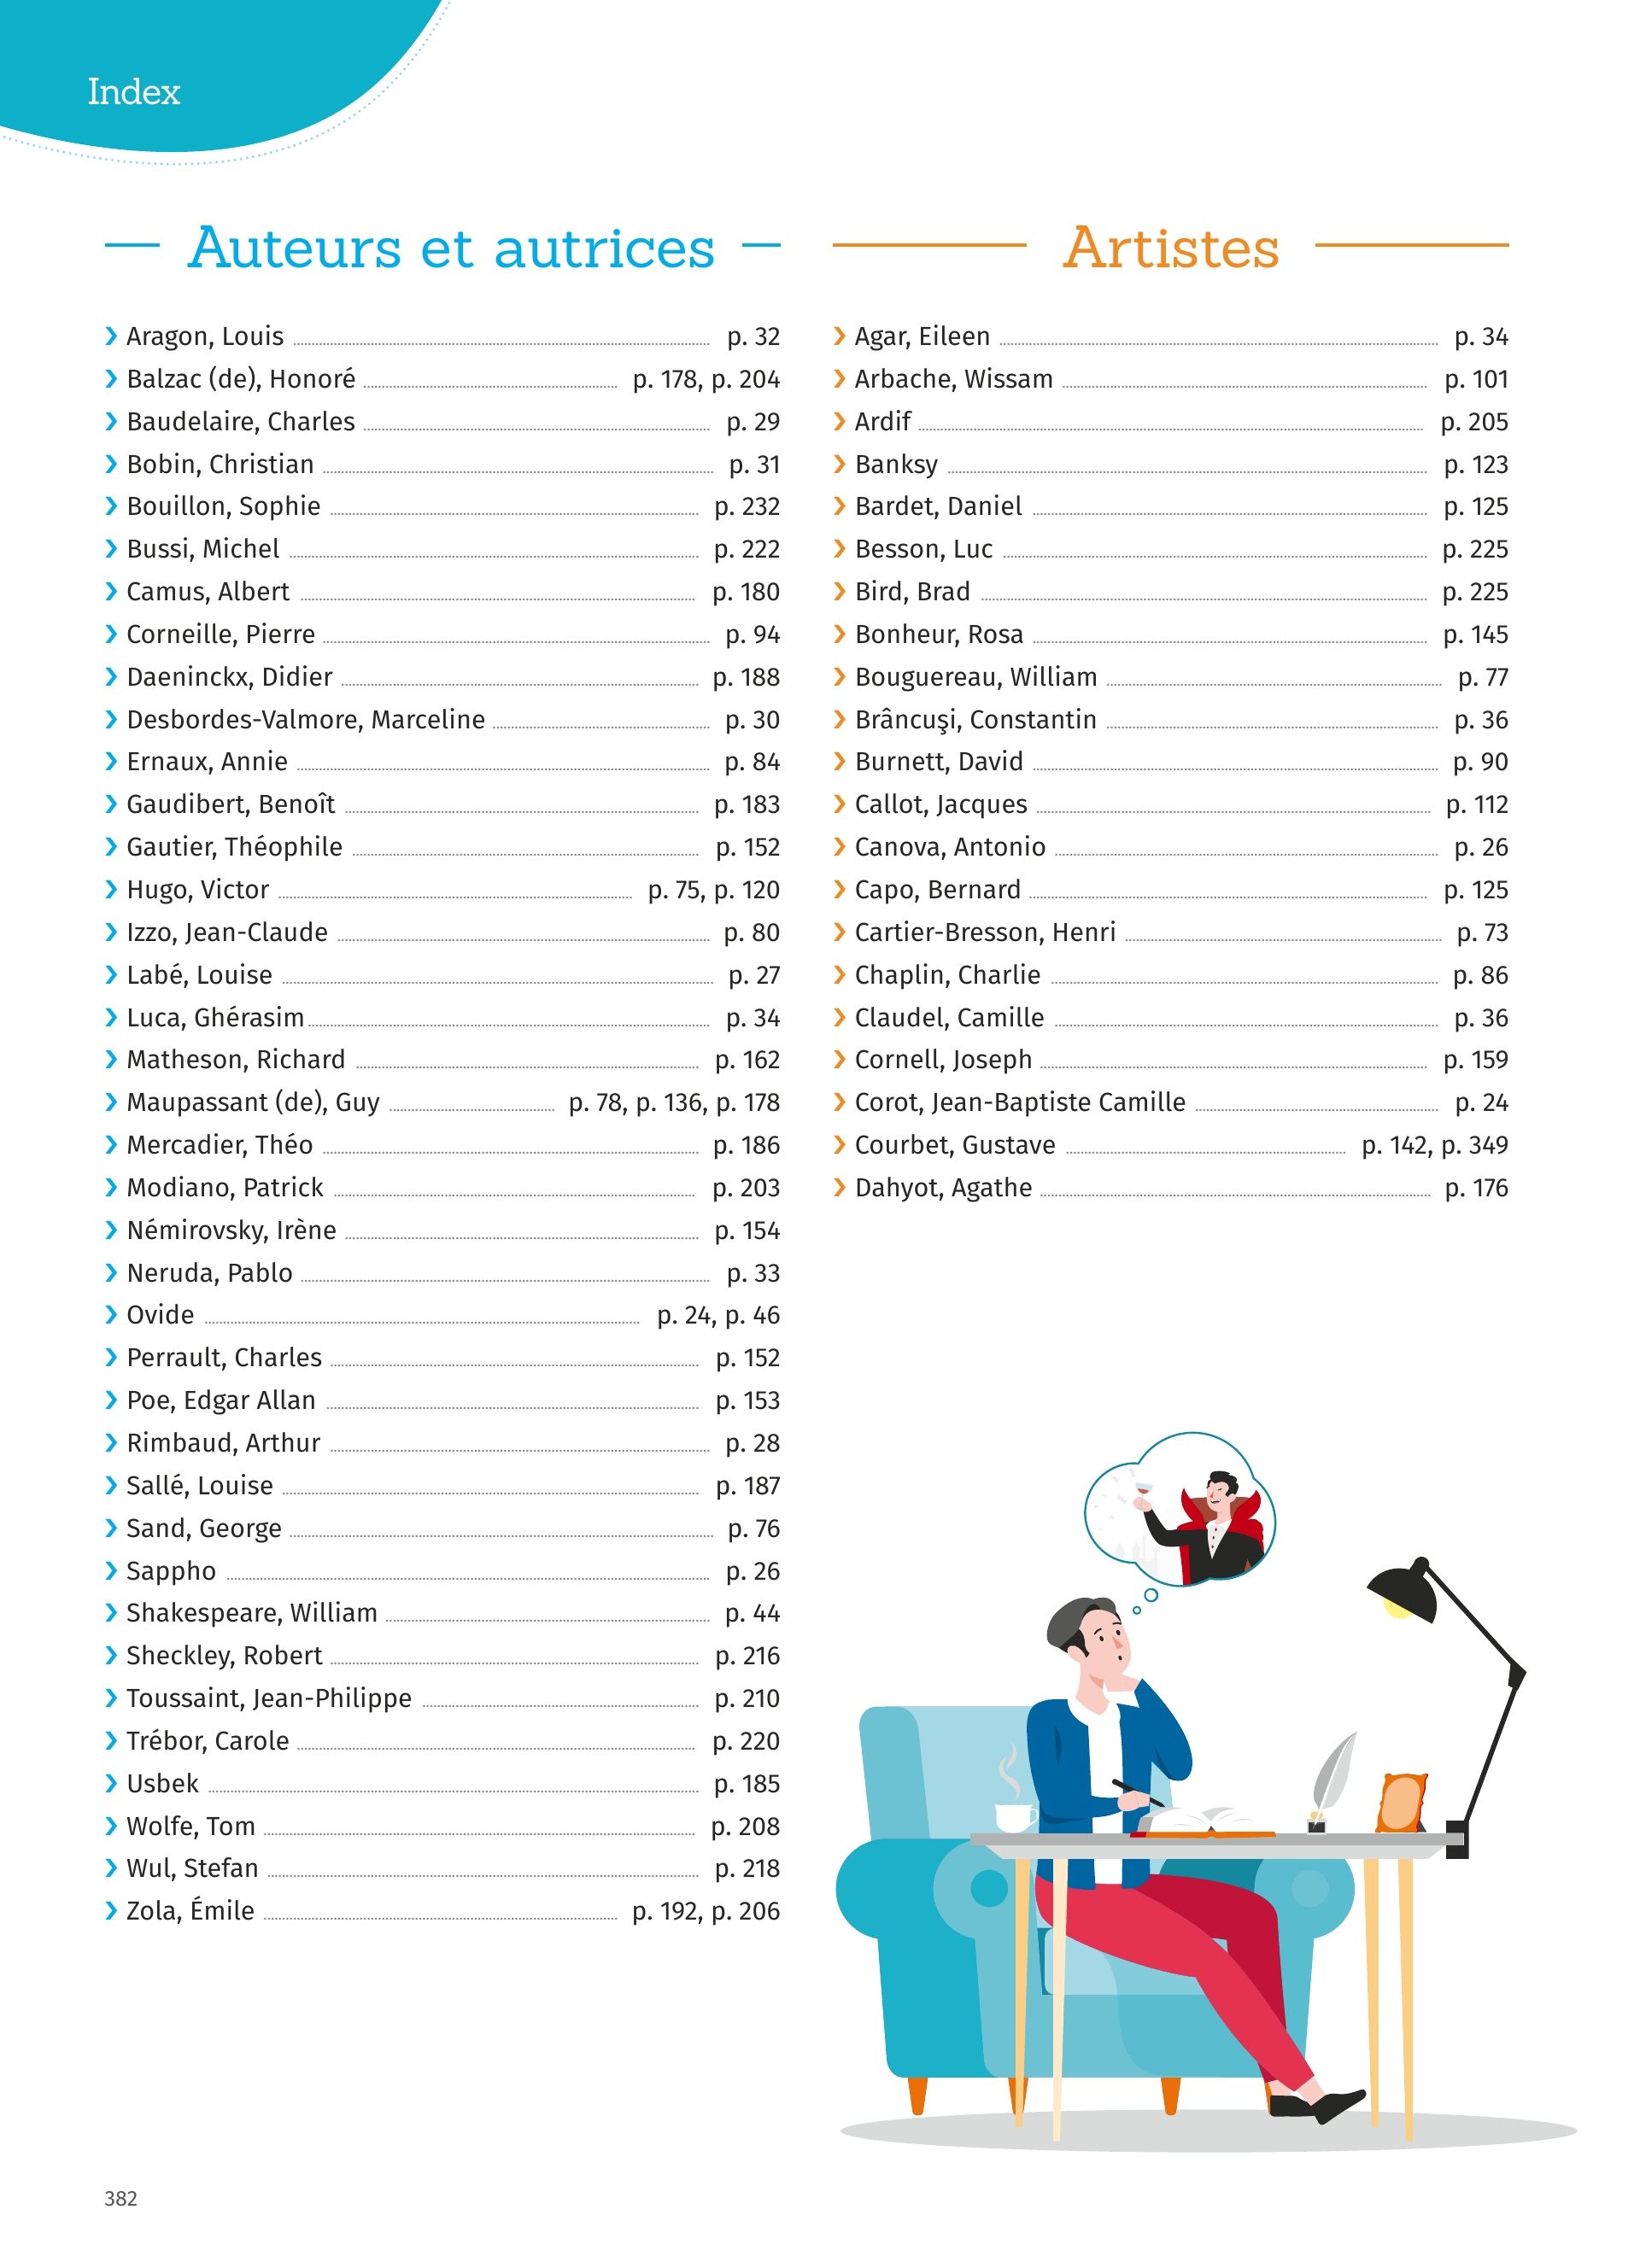 Index
Auteurs et autrices
Aragon, Louis p. 32
Balzac (de), Honoré p. 178, p. 204
Baudelaire, Charles p. 29
Bobin, Christian p. 31
Bouillon, Sophie p. 232
Bussi, Michel p. 222
Camus, Albert p. 180
Corneille, Pierre p. 94
Daeninckx, Didier p. 188
Desbordes-Valmore, Marceline p. 30
Ernaux, Annie p. 84
Gaudibert, Benoît p. 183
Gautier, Théophile p. 152
Hugo, Victor p. 75, p. 120
Izzo, Jean-Claude p. 80
Labé, Louise p. 27
Luca, Ghérasim p. 34
Matheson, Richard p. 162
Maupassant (de), Guy p. 78, p. 136, p. 178
Mercadier, Théo p. 186
Modiano, Patrick p. 203
Némirovsky, Irène p. 154
Neruda, Pablo p. 33
Ovide p. 24, p. 46
Perrault, Charles p. 152
Poe, Edgar Allan p. 153
Rimbaud, Arthur p. 28
Sallé, Louise p. 187
Sand, George p. 76
Sappho p. 26
Shakespeare, William p. 44
Sheckley, Robert p. 216
Toussaint, Jean-Philippe p. 210
Trébor, Carole p. 220
Usbek p. 185
Wolfe, Tom p. 208
Wul, Stefan p. 218
Zola, Émile p. 192, p. 206
Artistes
Agar, Eileen p. 34
Arbache, Wissam p. 101
Ardif p. 205
Banksy p. 123
Bardet, Daniel p. 125
Besson, Luc p. 225
Bird, Brad p. 225
Bonheur, Rosa p. 145
Bouguereau, William p. 77
Brâncuşi, Constantin p. 36
Burnett, David p. 90
Callot, Jacques p. 112
Canova, Antonio p. 26
Capo, Bernard p. 125
Cartier-Bresson, Henri p. 73
Chaplin, Charlie p. 86
Claudel, Camille p. 36
Cornell, Joseph p. 159
Corot, Jean-Baptiste Camille p. 24
Courbet, Gustave p. 142, p. 349
Dahyot, Agathe p. 176
382